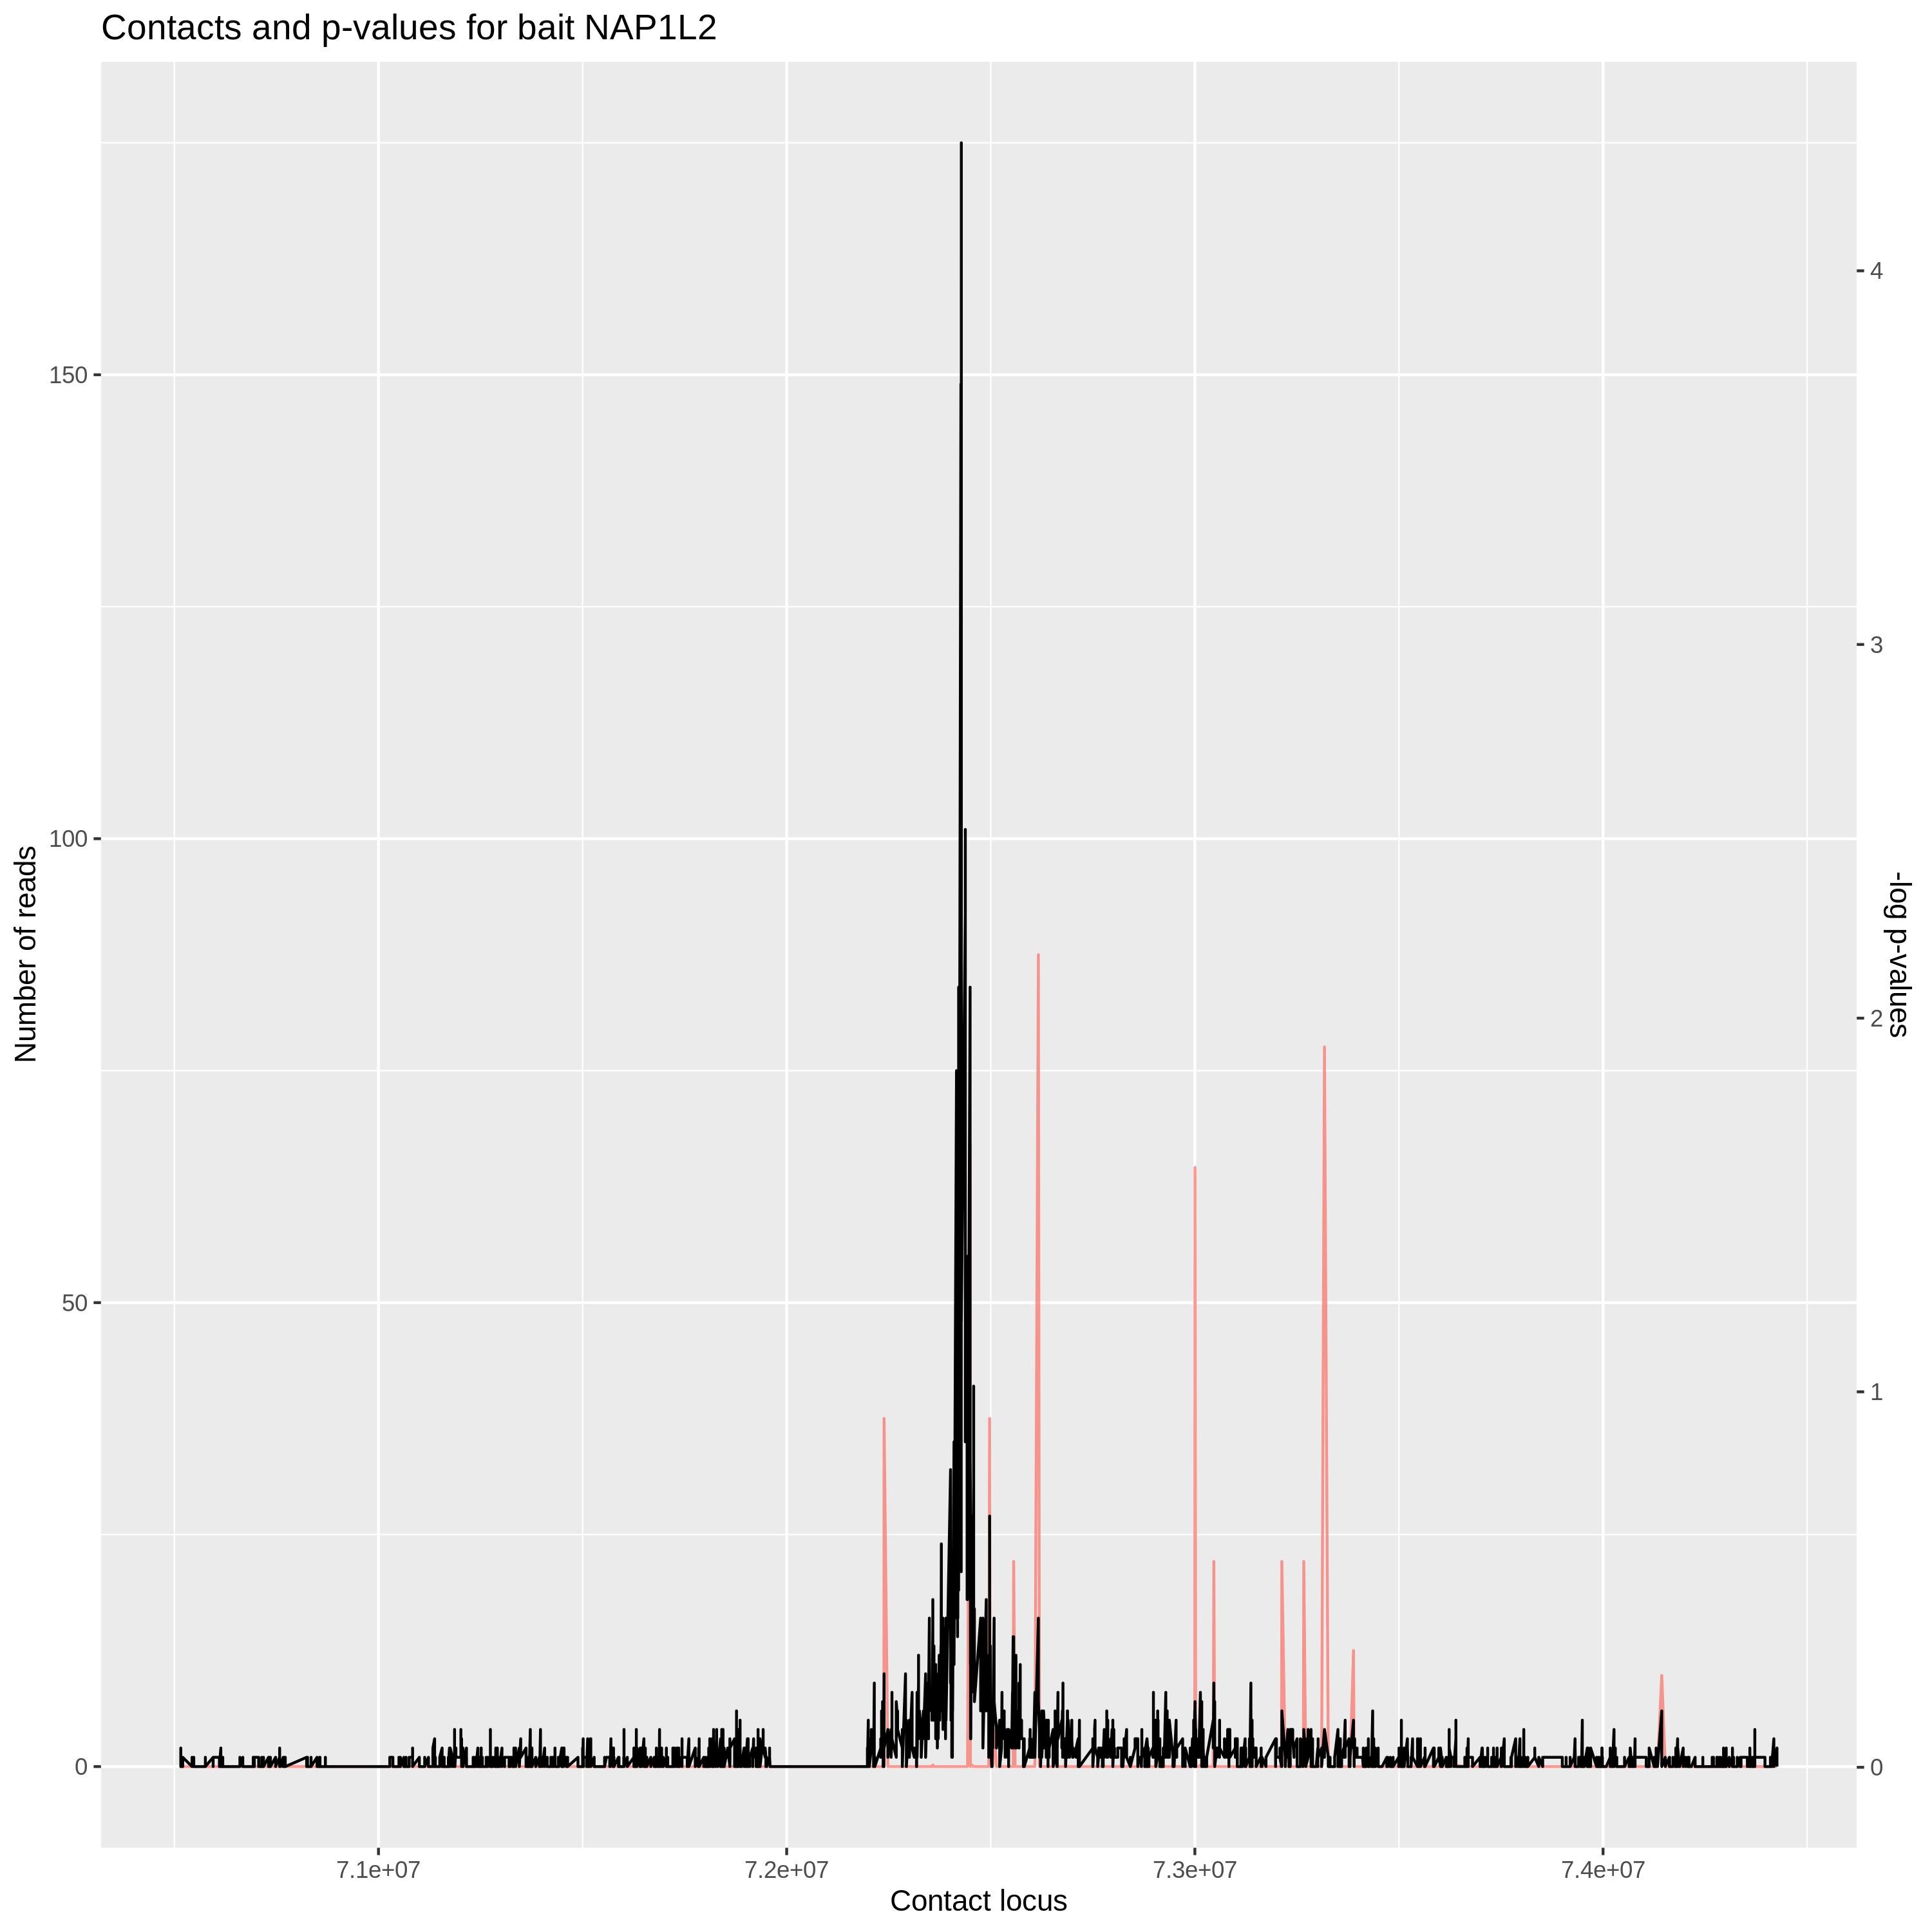 Contacts and p-values for bait NAP1L2
150
100
50
0
Number of reads
4
3
2
1
0
-log p-values
7.1e+07 7.2e+07 7.3e+07 7.4e+07
Contact locus